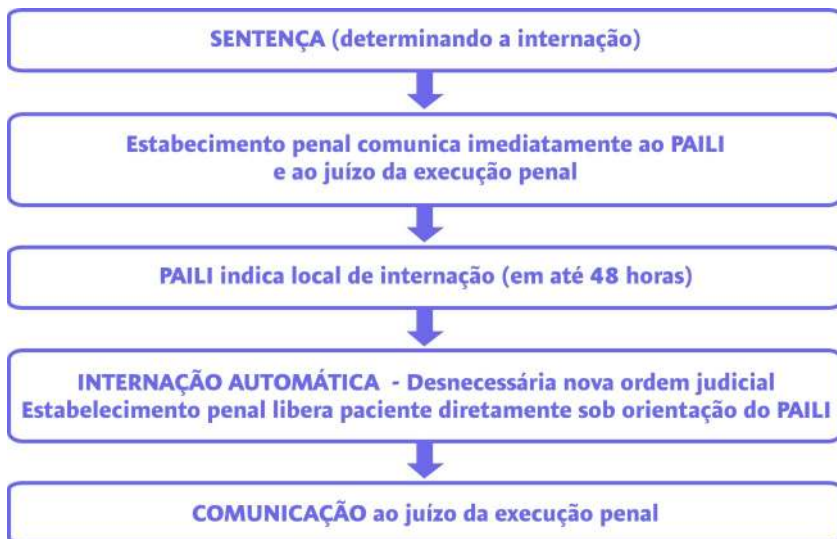 SENTENÇA (determinando a internação)
Estabecimento penal comunica imediatamente ao PAILI
e ao juízo da execução penal
PAILI indica local de internação (em até 48 horas)
INTERNAÇÃO AUTOMÁTICA - Desnecessária nova ordem judicial
Estabelecimento penal libera paciente diretamente sob orientação do PAILI
COMUNICAÇÃO ao juízo da execução penal